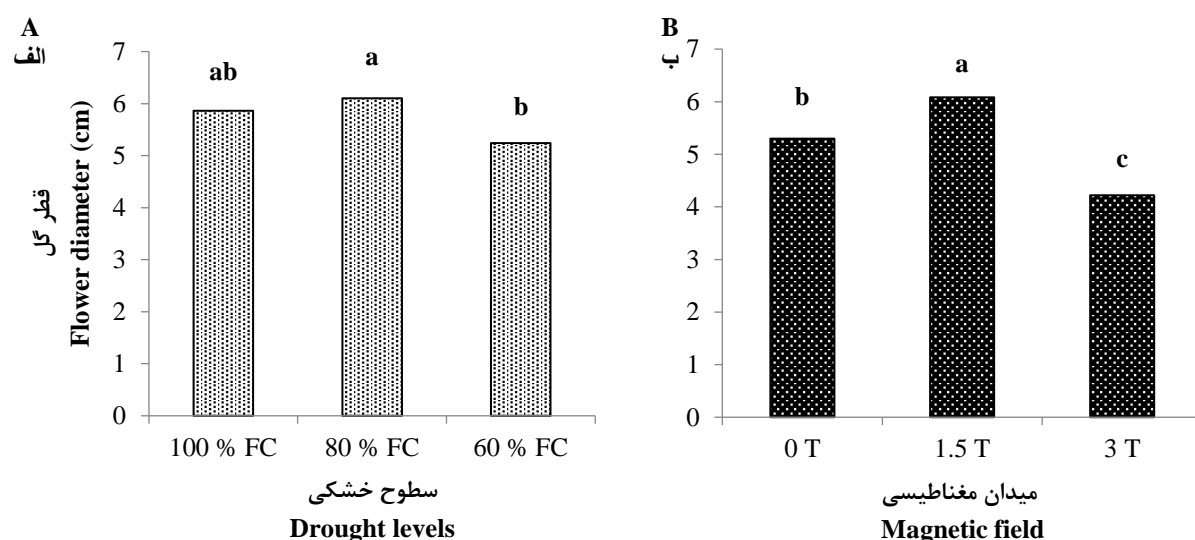 A
الف
قطر گل
Flower diameter (cm)
7
6
5
4
3
2
1
0
ab
a
b
100 % FC
80 % FC
60 % FC
سطوح خشکی
Drought levels
B
ب
7
6
5
4
3
2
1
0
b
a
c
0 T
1.5 T
3 T
میدان مغناطیسی
Magnetic field